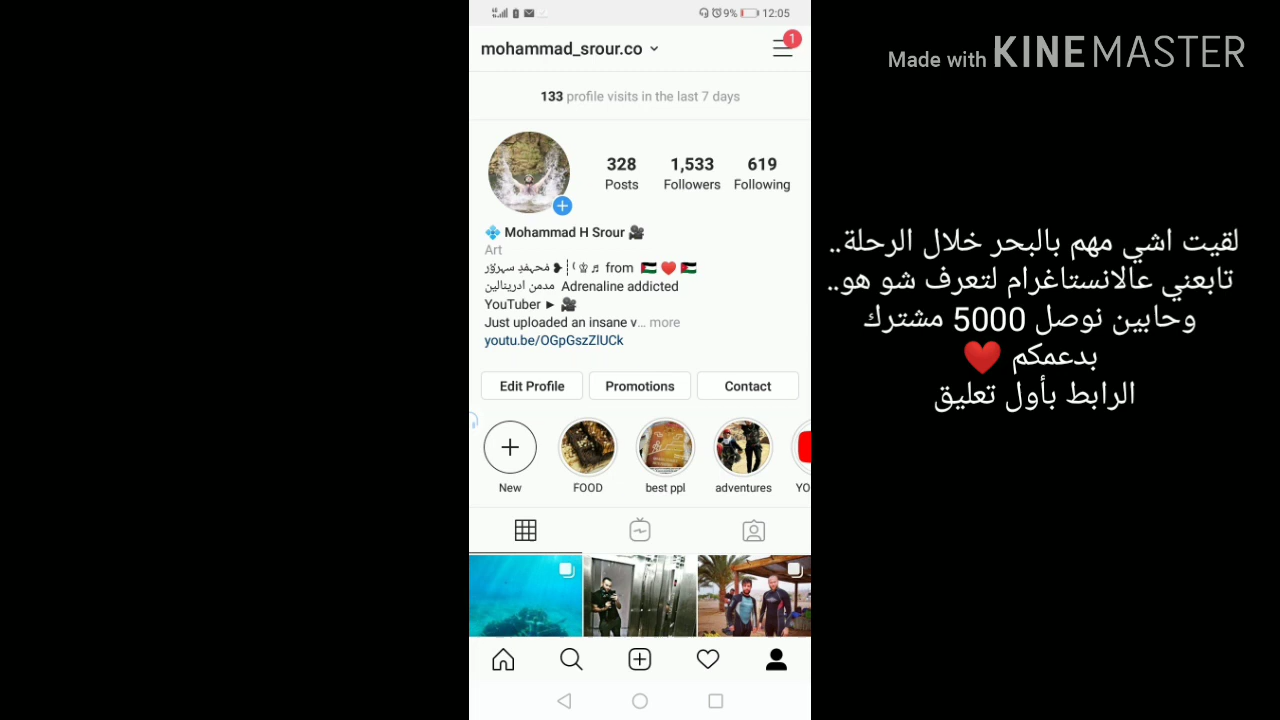 9% 12:05
Made with KINEMASTER
mohammad_srour.co
1
133 profile visits in the last 7 days
328 1,533 619
Posts Followers Following
💠 Mohammad H Srour 🎥
Art
from 🇵🇸 ❤️ 🇵🇸
مدمن ادرينالين Adrenaline addicted
YouTuber ► 🎥
Just uploaded an insane v… more
youtu.be/OGpGszZlUCk
Edit Profile Promotions Contact
New FOOD best ppl adventures YO
لقيت اشي مهم بالبحر خلال الرحلة..
تابعني عالانستاغرام لتعرف شو هو..
وحابين نوصل 5000 مشترك
بدعمكم ❤️
الرابط بأول تعليق